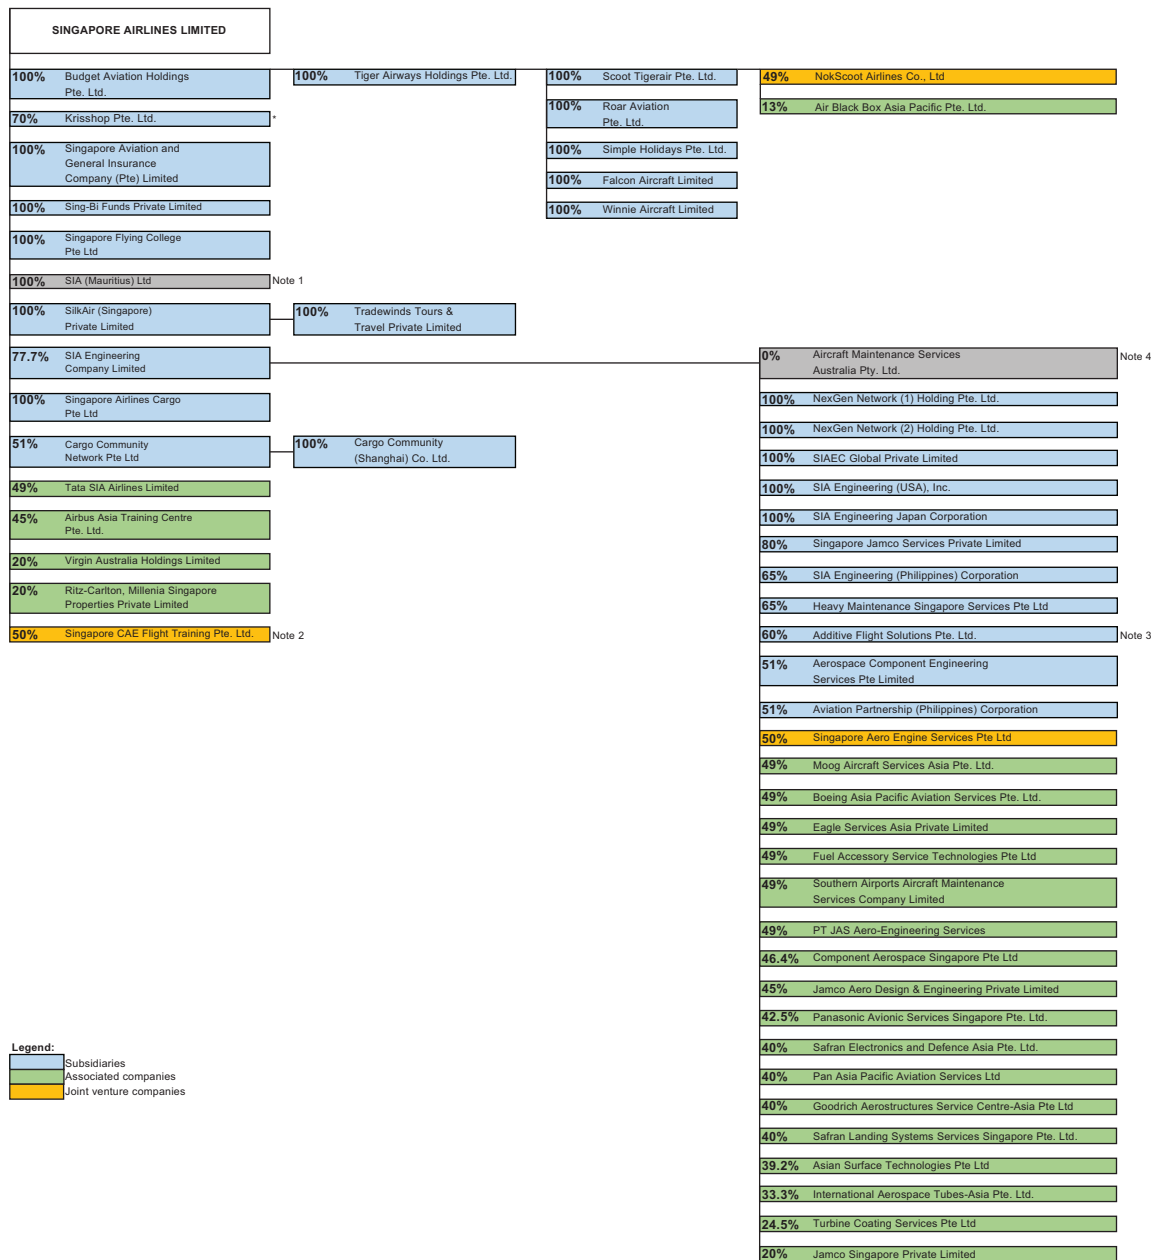 SINGAPORE AIRLINES LIMITED
100% Budget Aviation Holdings
Pte. Ltd.
100% Tiger Airways Holdings Pte. Ltd.
100% Scoot Tigerair Pte. Ltd.
49% NokScoot Airlines Co., Ltd
13% Air Black Box Asia Pacific Pte. Ltd.
100% Roar Aviation
Pte. Ltd.
100% Simple Holidays Pte. Ltd.
100% Falcon Aircraft Limited
100% Winnie Aircraft Limited
70% Krisshop Pte. Ltd. *
100% Singapore Aviation and
General Insurance
Company (Pte) Limited
100% Sing-Bi Funds Private Limited
100% Singapore Flying College
Pte Ltd
100% SIA (Mauritius) Ltd Note 1
100% SilkAir (Singapore)
Private Limited
100% Tradewinds Tours &
Travel Private Limited
77.7% SIA Engineering
Company Limited
100% Singapore Airlines Cargo
Pte Ltd
51% Cargo Community
Network Pte Ltd
100% Cargo Community
(Shanghai) Co. Ltd.
49% Tata SIA Airlines Limited
45% Airbus Asia Training Centre
Pte. Ltd.
20% Virgin Australia Holdings Limited
20% Ritz-Carlton, Millenia Singapore
Properties Private Limited
50% Singapore CAE Flight Training Pte. Ltd. Note 2
0% Aircraft Maintenance Services
Australia Pty. Ltd.
Note 4
100% NexGen Network (1) Holding Pte. Ltd.
100% NexGen Network (2) Holding Pte. Ltd.
100% SIAEC Global Private Limited
100% SIA Engineering (USA), Inc.
100% SIA Engineering Japan Corporation
80% Singapore Jamco Services Private Limited
65% SIA Engineering (Philippines) Corporation
65% Heavy Maintenance Singapore Services Pte Ltd
60% Additive Flight Solutions Pte. Ltd. Note 3
51% Aerospace Component Engineering
Services Pte Limited
51% Aviation Partnership (Philippines) Corporation
50% Singapore Aero Engine Services Pte Ltd
49% Moog Aircraft Services Asia Pte. Ltd.
49% Boeing Asia Pacific Aviation Services Pte. Ltd.
49% Eagle Services Asia Private Limited
49% Fuel Accessory Service Technologies Pte Ltd
49% Southern Airports Aircraft Maintenance
Services Company Limited
49% PT JAS Aero-Engineering Services
46.4% Component Aerospace Singapore Pte Ltd
45% Jamco Aero Design & Engineering Private Limited
42.5% Panasonic Avionic Services Singapore Pte. Ltd.
40% Safran Electronics and Defence Asia Pte. Ltd.
40% Pan Asia Pacific Aviation Services Ltd
40% Goodrich Aerostructures Service Centre-Asia Pte Ltd
40% Safran Landing Systems Services Singapore Pte. Ltd.
39.2% Asian Surface Technologies Pte Ltd
33.3% International Aerospace Tubes-Asia Pte. Ltd.
24.5% Turbine Coating Services Pte Ltd
20% Jamco Singapore Private Limited
Legend:
Subsidiaries
Associated companies
Joint venture companies